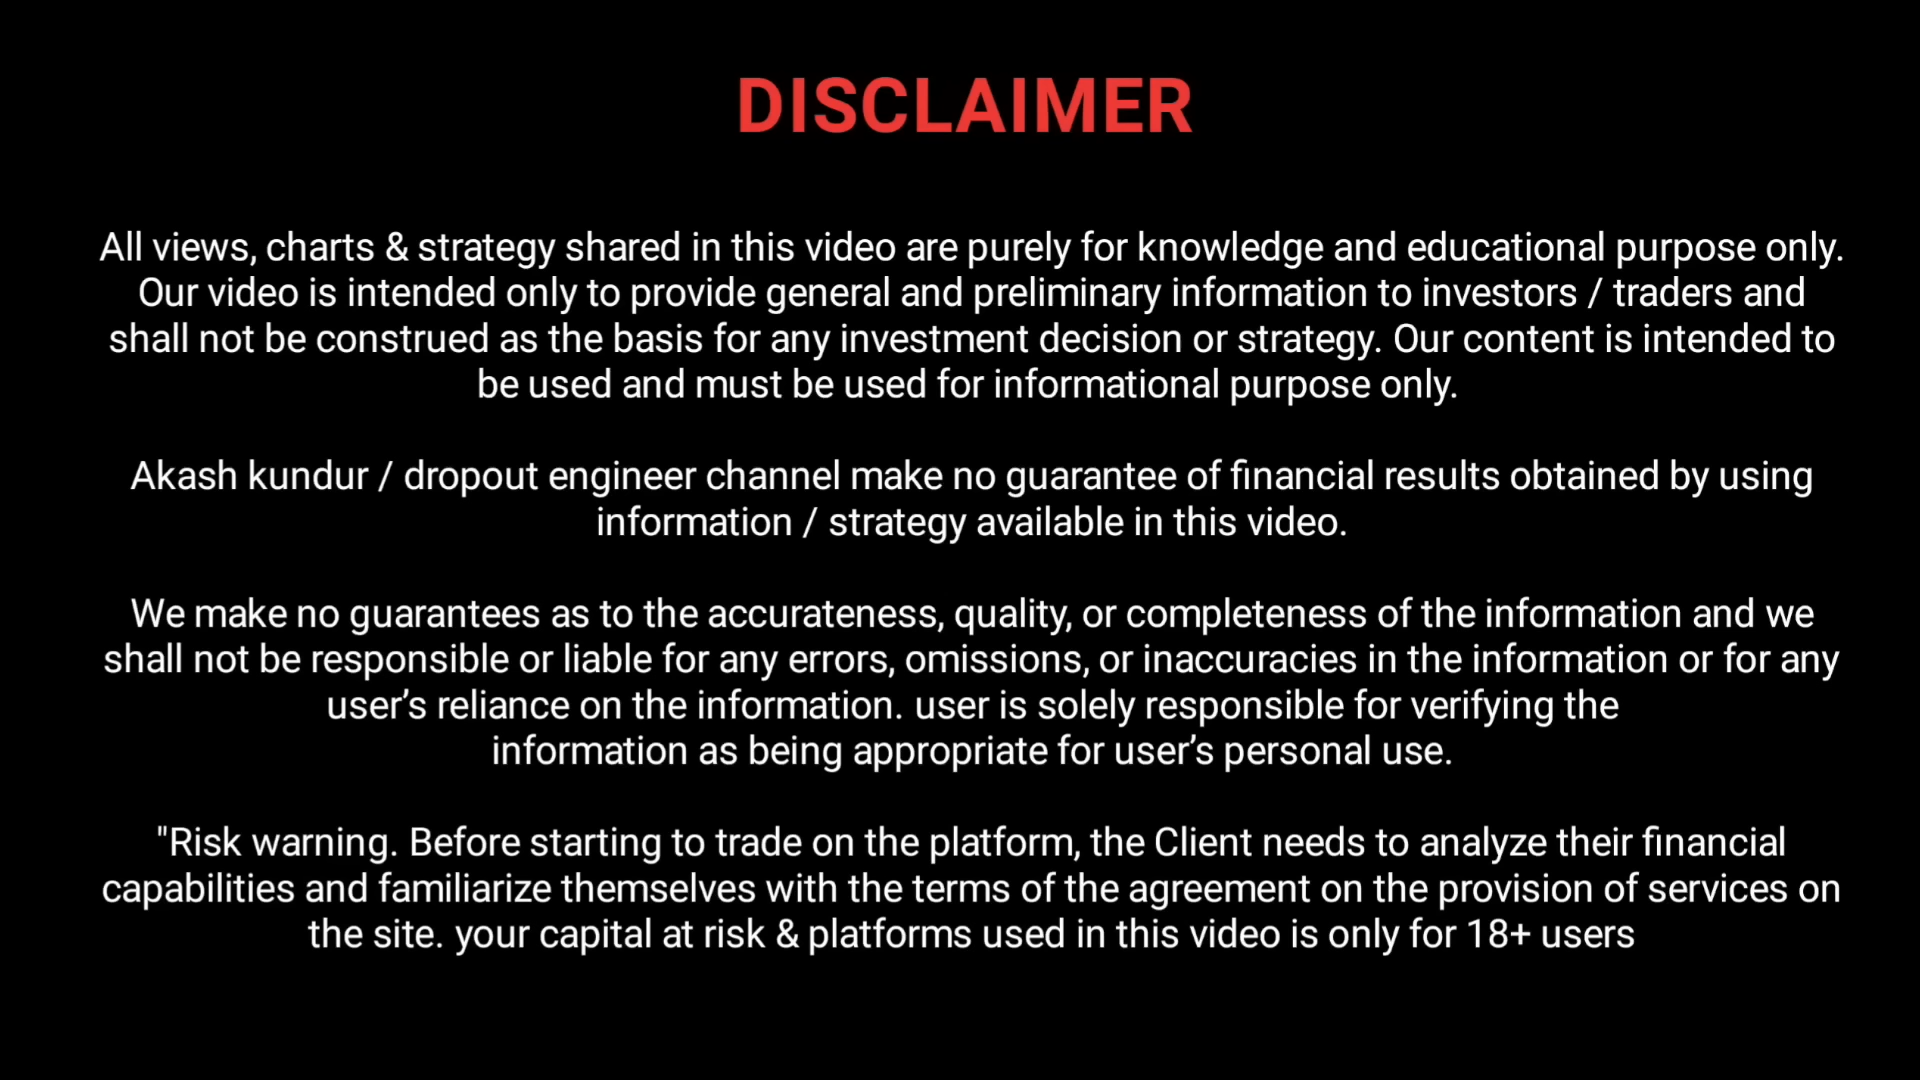 DISCLAIMER
All views, charts & strategy shared in this video are purely for knowledge and educational purpose only.
Our video is intended only to provide general and preliminary information to investors / traders and
shall not be construed as the basis for any investment decision or strategy. Our content is intended to
be used and must be used for informational purpose only.
Akash kundur / dropout engineer channel make no guarantee of financial results obtained by using
information / strategy available in this video.
We make no guarantees as to the accurateness, quality, or completeness of the information and we
shall not be responsible or liable for any errors, omissions, or inaccuracies in the information or for any
user’s reliance on the information. user is solely responsible for verifying the
information as being appropriate for user’s personal use.
"Risk warning. Before starting to trade on the platform, the Client needs to analyze their financial
capabilities and familiarize themselves with the terms of the agreement on the provision of services on
the site. your capital at risk & platforms used in this video is only for 18+ users